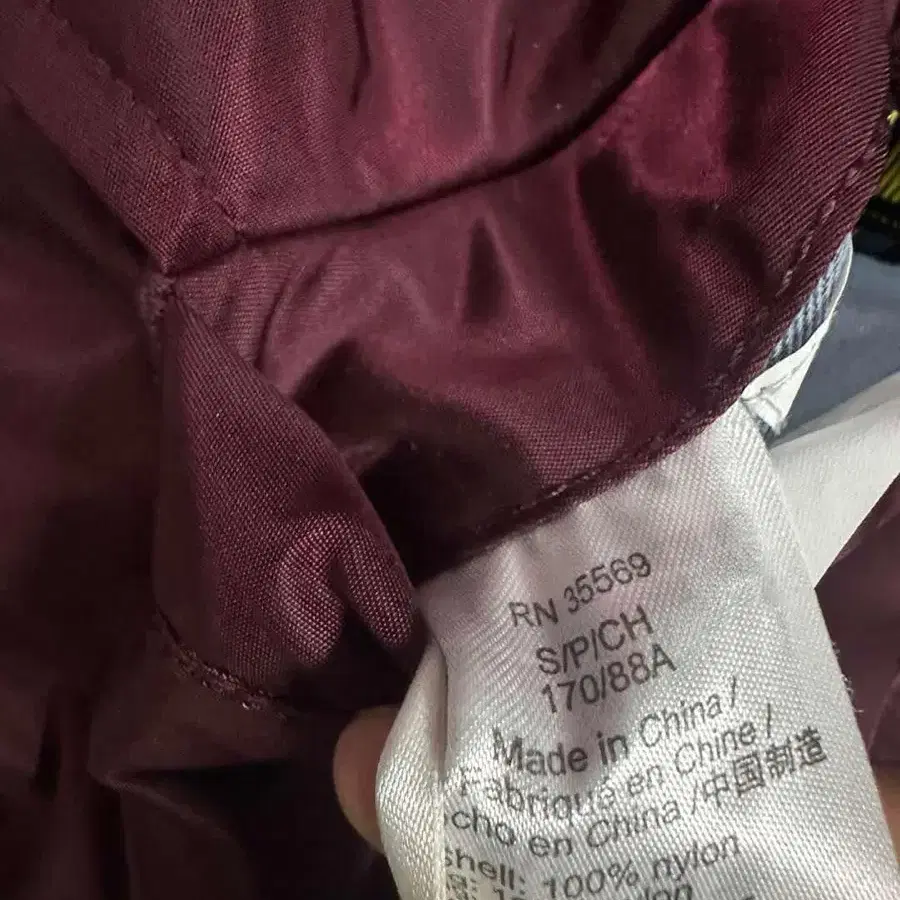 RN 35569
S/P/CH
170/88A
Made in China/
Fabriqué en Chine/
cho en China/中国制造
shell: 100% nylon